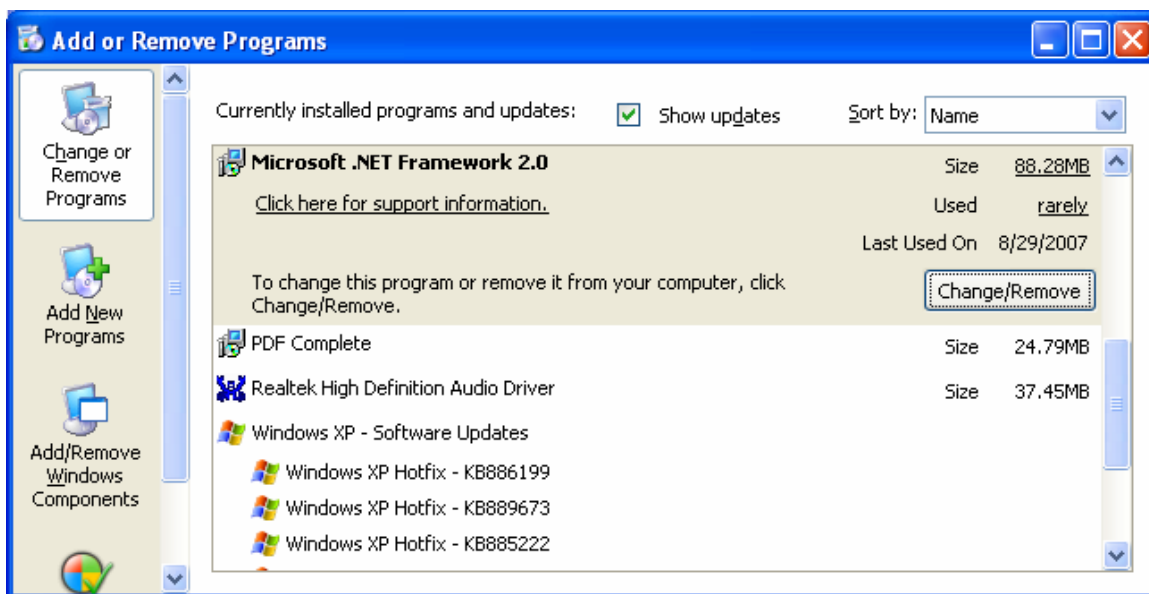 Add or Remove Programs
Change or
Remove
Programs
Add New
Programs
Add/Remove
Windows
Components
Currently installed programs and updates:
Show updates
Sort by: Name
Microsoft .NET Framework 2.0
Size 88.28MB
Click here for support information.
Used rarely
Last Used On 8/29/2007
To change this program or remove it from your computer, click
Change/Remove.
Change/Remove
PDF Complete
Size 24.79MB
Realtek High Definition Audio Driver
Size 37.45MB
Windows XP - Software Updates
Windows XP Hotfix - KB886199
Windows XP Hotfix - KB889673
Windows XP Hotfix - KB885222